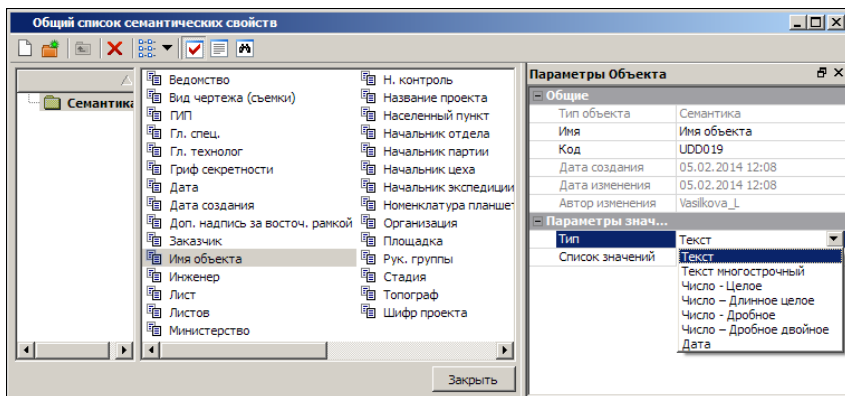 Общий список семантических свойств
Семантика
Ведомство
Вид чертежа (съемки)
ГИП
Гл. спец.
Гл. технолог
Гриф секретности
Дата
Дата создания
Доп. надпись за восточ. рамкой
Заказчик
Имя объекта
Инженер
Лист
Листов
Министерство
Н. контроль
Название проекта
Населенный пункт
Начальник отдела
Начальник партии
Начальник цеха
Начальник экспедиции
Номенклатура планшет
Организация
Площадка
Рук. группы
Стадия
Топограф
Шифр проекта
Закрыть
Параметры Объекта
Общие
Тип объекта Семантика
Имя Имя объекта
Код UDD019
Дата создания 05.02.2014 12:08
Дата изменения 05.02.2014 12:08
Автор изменения Vasilkova_L
Параметры знач...
Тип Текст
Список значений
Текст
Текст многострочный
Число - Целое
Число – Длинное целое
Число - Дробное
Число – Дробное двойное
Дата